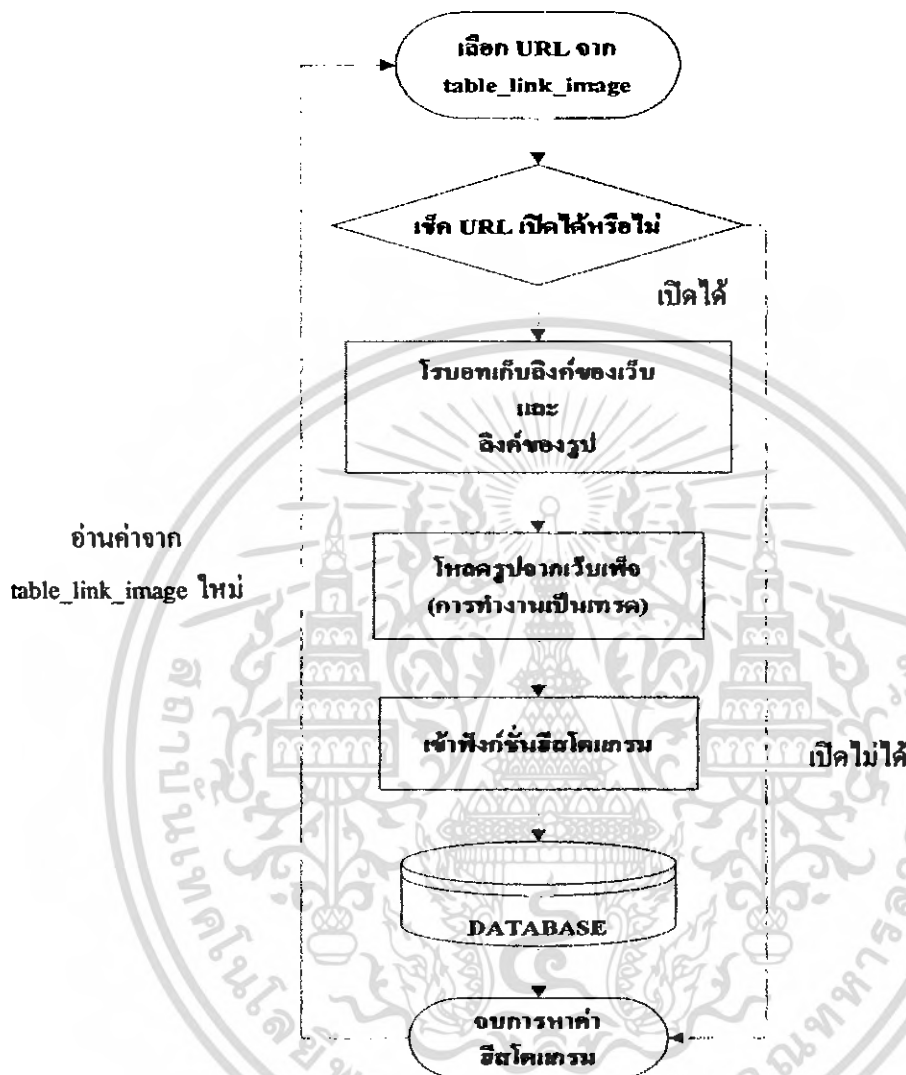 เลือก URL จาก
table_link_image
เช็ค URL เปิดได้หรือไม่
เปิดได้
โรบอทเก็บลิงค์ของเว็บ
และ
ลิงค์ของรูป
อ่านค่าจาก
table_link_image ใหม่
โหลดรูปจากเว็บเพ็จ
(การทำงานเป็นเทรด)
เข้าฟังก์ชั่นฮีสโตแกรม
เปิดไม่ได้
DATABASE
จบการหาค่า
ฮีสโตแกรม